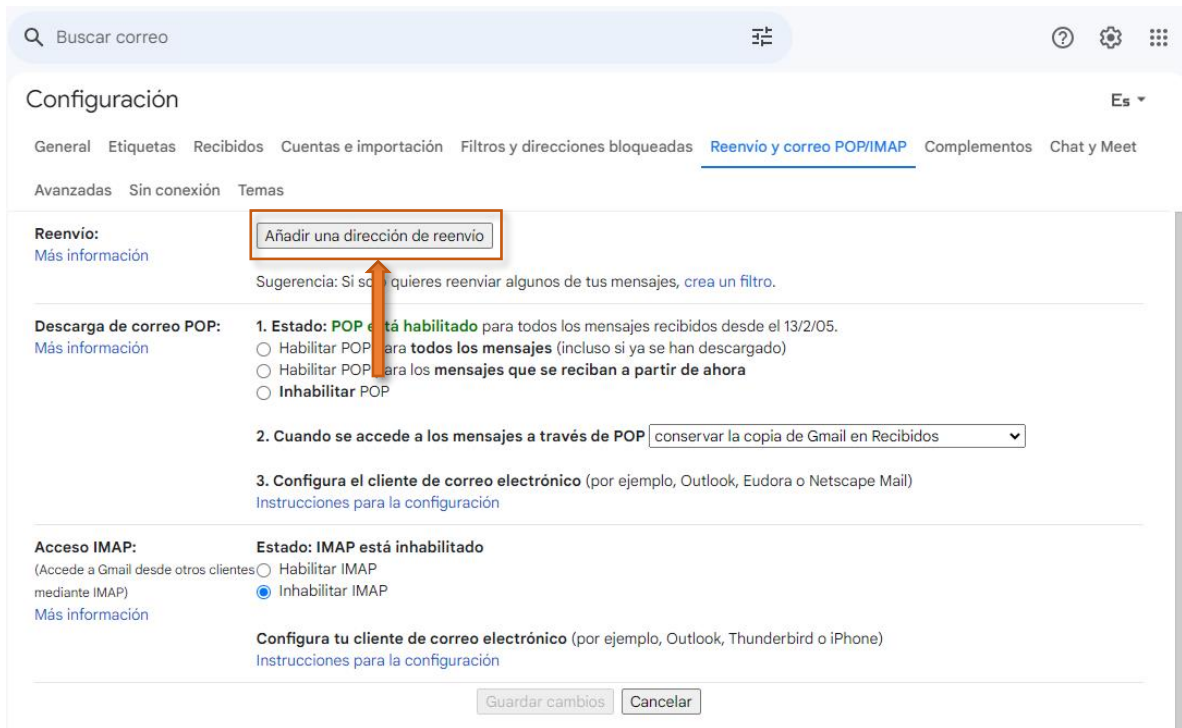 Buscar correo
Configuración
Es
General Etiquetas Recibidos Cuentas e importación Filtros y direcciones bloqueadas Reenvío y correo POP/IMAP Complementos Chat y Meet
Avanzadas Sin conexión Temas
Reenvío:
Más información
Añadir una dirección de reenvío
Sugerencia: Si quieres reenviar algunos de tus mensajes, crea un filtro.
Descarga de correo POP:
Más información
1. Estado: POP habilitado para todos los mensajes recibidos desde el 13/2/05.
Habilitar POP todos los mensajes (incluso si ya se han descargado)
Habilitar POP los mensajes que se reciban a partir de ahora
Inhabilitar POP
2. Cuando se accede a los mensajes a través de POP conservar la copia de Gmail en Recibidos
3. Configura el cliente de correo electrónico (por ejemplo, Outlook, Eudora o Netscape Mail)
Instrucciones para la configuración
Acceso IMAP:
(Accede a Gmail desde otros clientes
mediante IMAP)
Más información
Estado: IMAP está inhabilitado
Habilitar IMAP
Inhabilitar IMAP
Configura tu cliente de correo electrónico (por ejemplo, Outlook, Thunderbird o iPhone)
Instrucciones para la configuración
Guardar cambios Cancelar